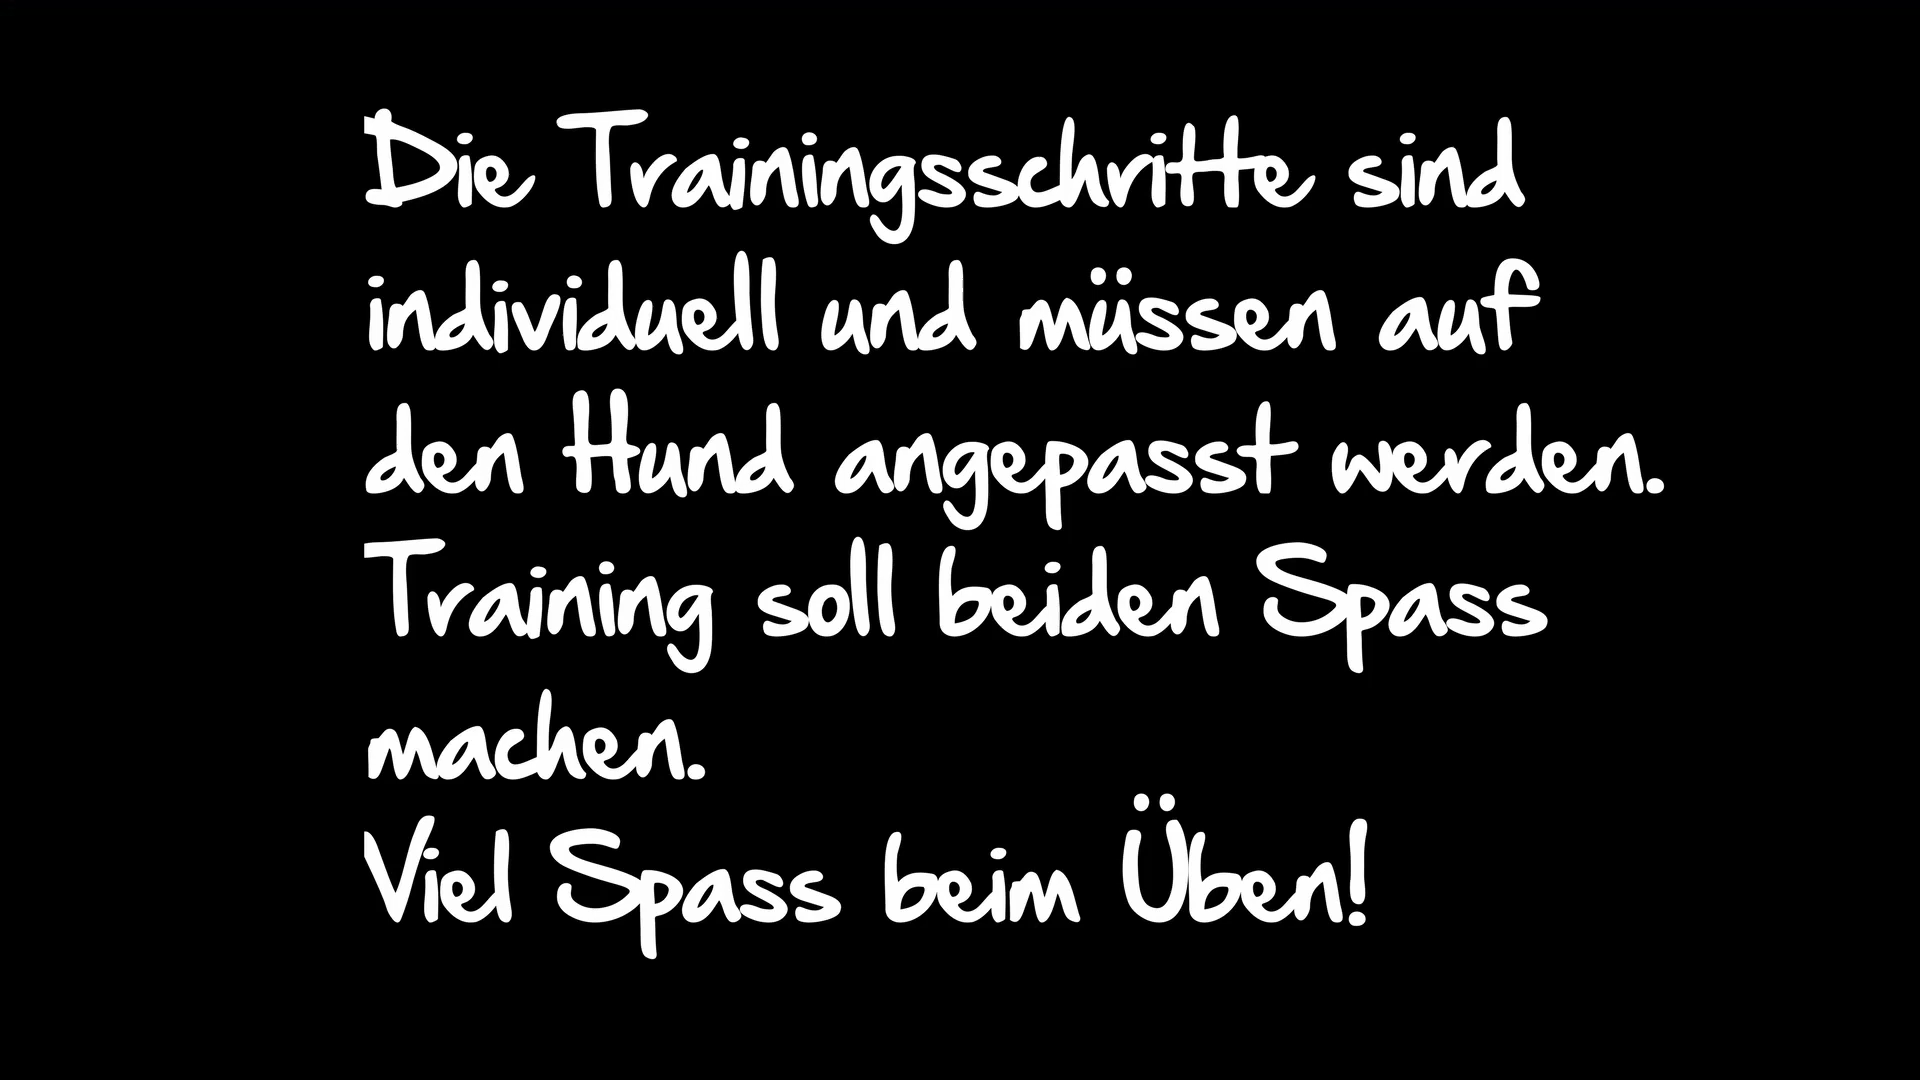 Die Trainingsschritte sind
individuell und müssen auf
den Hund angepasst werden.
Training soll beiden Spass
machen.
Viel Spass beim Üben!